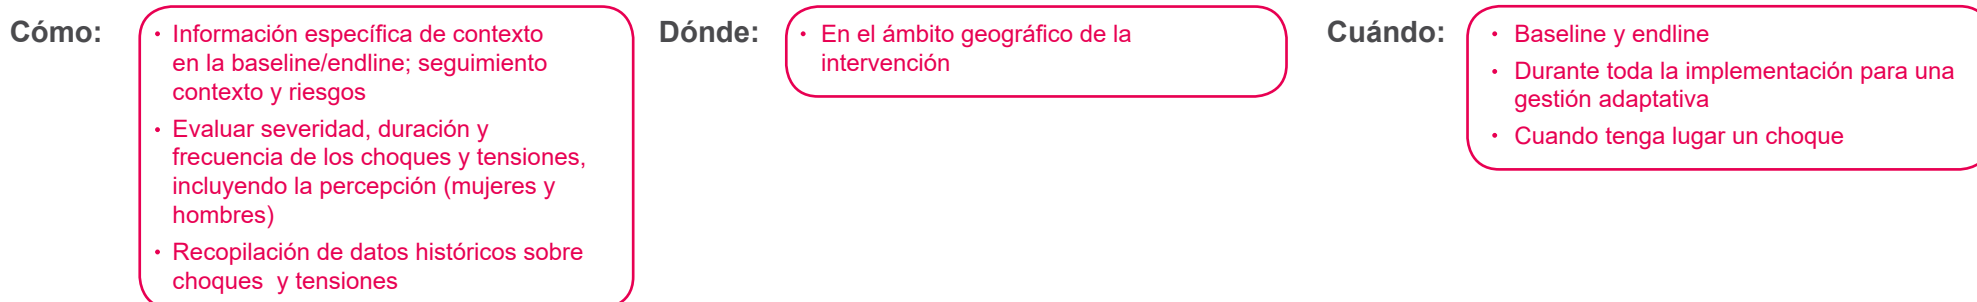 Cómo:
• Información específica de contexto
en la baseline/endline; seguimiento
contexto y riesgos
• Evaluar severidad, duración y
frecuencia de los choques y tensiones,
incluyendo la percepción (mujeres y
hombres)
• Recopilación de datos históricos sobre
choques y tensiones
Dónde:
• En el ámbito geográfico de la
intervención
Cuándo:
• Baseline y endline
• Durante toda la implementación para una
gestión adaptativa
• Cuando tenga lugar un choque